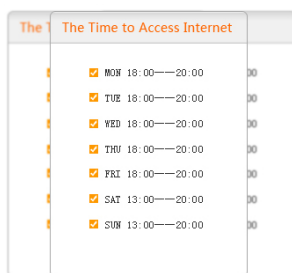 The Time to Access Internet
MON 18:00——20:00
TUE 18:00——20:00
WED 18:00——20:00
THU 18:00——20:00
FRI 18:00——20:00
SAT 13:00——20:00
SUN 13:00——20:00